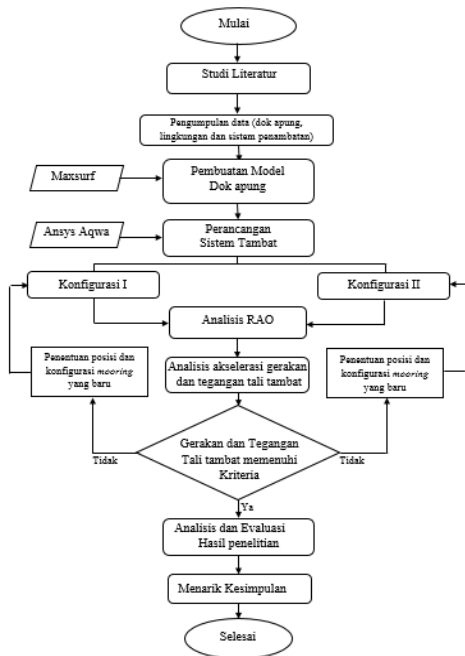 Mulai
Studi Literatur
Pengumpulan data (dok apung,
lingkungan dan sistem penambatan)
Maxsurf
Pembuatan Model
Dok apung
Ansys Aqwa
Perancangan
Sistem Tambat
Konfigurasi I
Konfigurasi II
Analisis RAO
Penentuan posisi dan
konfigurasi mooring
yang baru
Analisis akselerasi gerakan
dan tegangan tali tambat
Penentuan posisi dan
konfigurasi mooring
yang baru
Gerakan dan Tegangan
Tali tambat memenuhi
Kriteria
Tidak
Tidak
Ya
Analisis dan Evaluasi
Hasil penelitian
Menarik Kesimpulan
Selesai